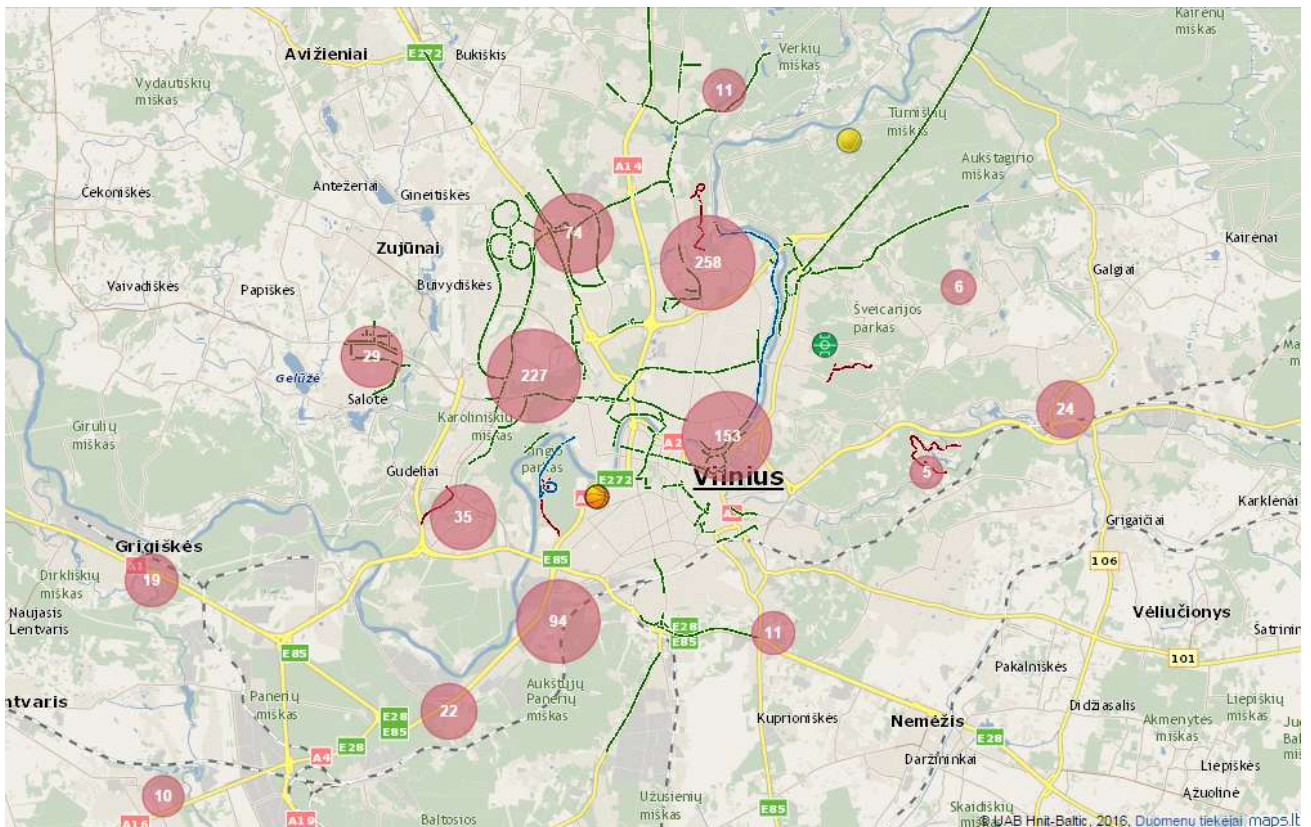 Kairėnų
miškas
Avižieniai
E272
Bukiškis
Verkių
miškas
Vydautiškių
miškas
11
Turniškių
miškas
A14
Aukštagirio
miškas
Čekoniškės
Antežeriai
Gineitiškės
74
Zujūnai
258
Kairėnai
Galgiai
Vaivadiškės
Papiškės
Buivydiškės
6
Šveicarijos
parkas
29
Gelūžė
227
Salotė
24
Girulių
miškas
Karoliniškių
miškas
153
A2
parkas
Gudeliai
Vilnius
5
E272
Karklėnai
35
Grigaičiai
Grigiškės
E85
A1
19
106
Dirkliškių
miškas
Naujasis
Lentvaris
94
E28
E85
11
Vėliučionys
Satrinin
E85
101
Pakalniškės
Panerių
miškas
Aukštųjų
Panerių
miškas
ntvaris
22
E28
E85
Kuprioniškės
Nemėžis
Didžiasalis
Akmenytės
miškas
Liepiškių
miškas
E28
E28
A4
Daržininkai
Liepiškės
10
Ąžuolinė
A16
A19
Baltosios
Užusienių
miškas
E85
Skaidiškių
miškas
© UAB Hnit-Baltic, 2016, Duomenų tiekėjai maps.lt